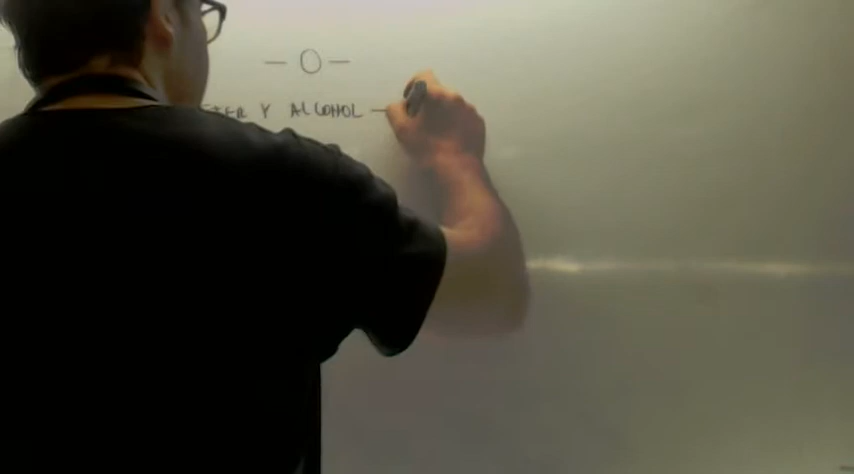 — O —
Y ALCOHOL —